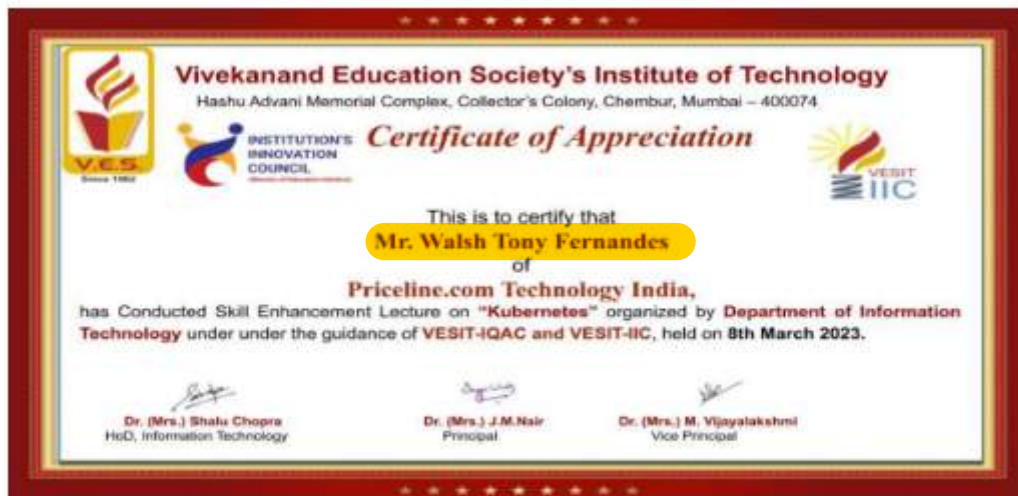 Vivekanand Education Society's Institute of Technology
Hashu Advani Memorial Complex, Collector's Colony, Chembur, Mumbai – 400074
V.E.S.
Since 1962
INSTITUTION'S
INNOVATION
COUNCIL
Certificate of Appreciation
VESIT
IIC
This is to certify that
Mr. Walsh Tony Fernandes
of
Priceline.com Technology India,
has Conducted Skill Enhancement Lecture on "Kubernetes" organized by Department of Information
Technology under under the guidance of VESIT-IQAC and VESIT-IIC, held on 8th March 2023.
Dr. (Mrs.) Shalu Chopra
HoD, Information Technology
Dr. (Mrs.) J.M.Nair
Principal
Dr. (Mrs.) M. Vijayalakshmi
Vice Principal